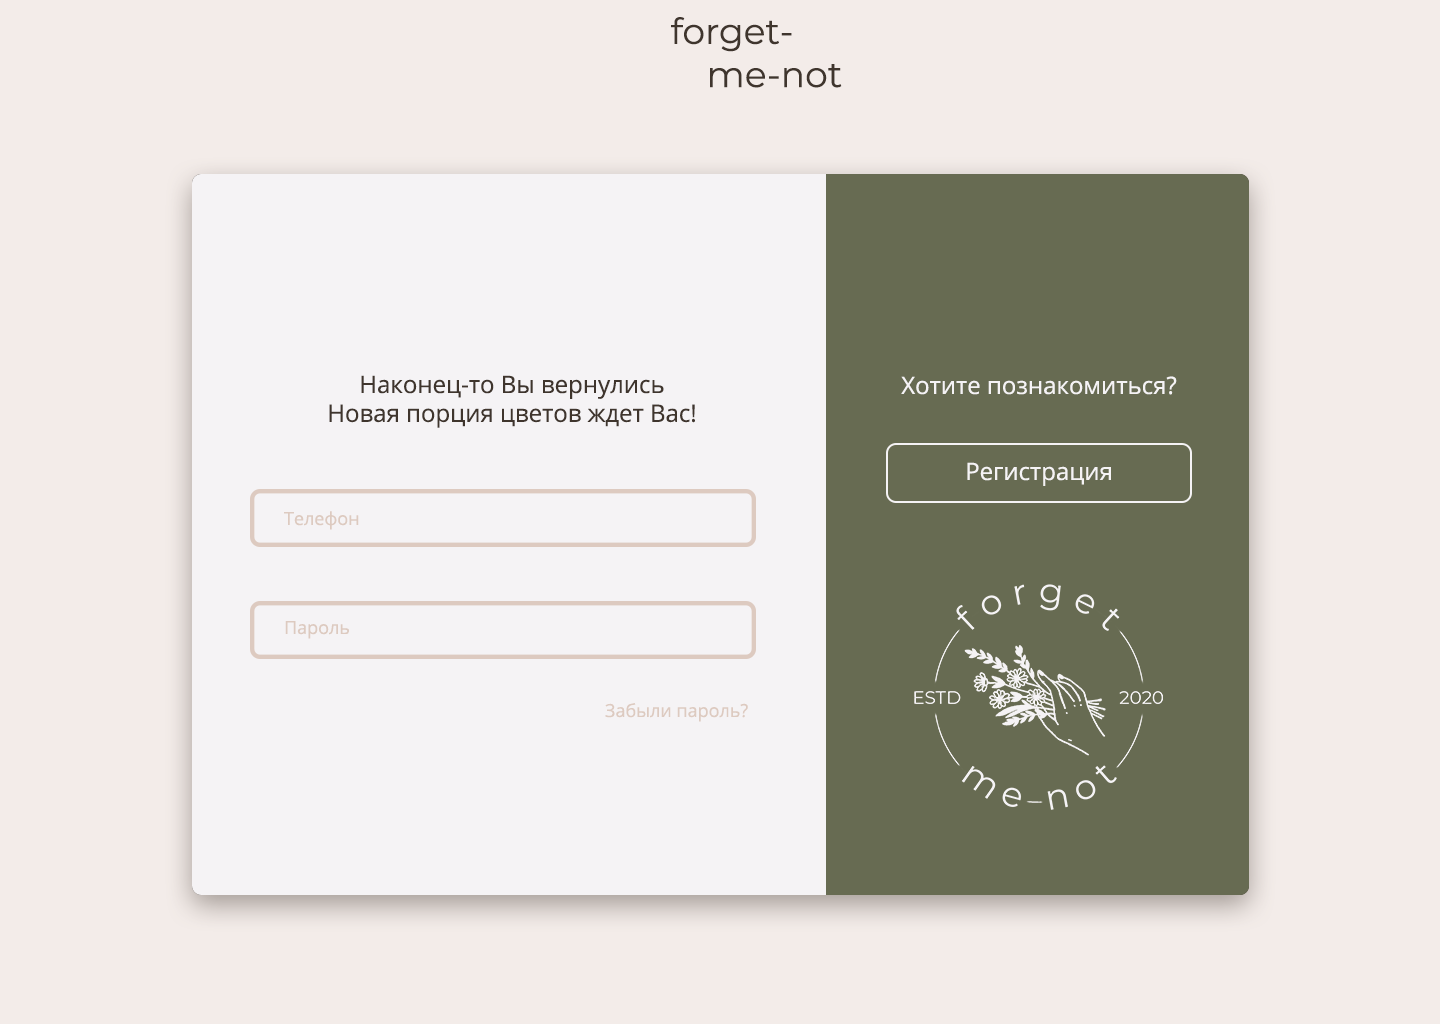 forget-
me-not
Наконец-то Вы вернулись
Новая порция цветов ждет Вас!
Телефон
Пароль
Забыли пароль?
Хотите познакомиться?
Регистрация
forget
ESTD 2020
me-not